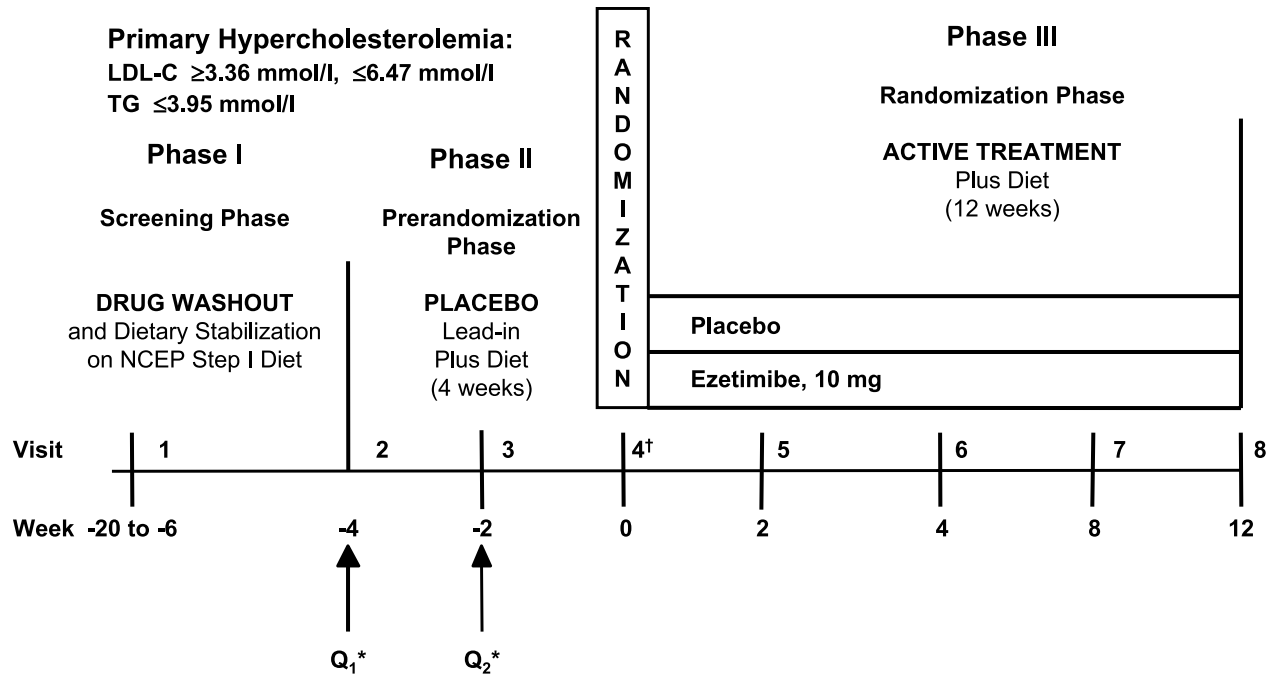 Primary Hypercholesterolemia:
LDL-C ≥3.36 mmol/l, ≤6.47 mmol/l
TG ≤3.95 mmol/l
Phase I
Screening Phase
DRUG WASHOUT
and Dietary Stabilization
on NCEP Step I Diet
Phase II
Prerandomization
Phase
PLACEBO
Lead-in
Plus Diet
(4 weeks)
RANDOMIZATION
Phase III
Randomization Phase
ACTIVE TREATMENT
Plus Diet
(12 weeks)
Placebo
Ezetimibe, 10 mg
Visit 1 2 3 4† 5 6 7 8
Week -20 to -6 -4 -2 0 2 4 8 12
Q₁* Q₂*